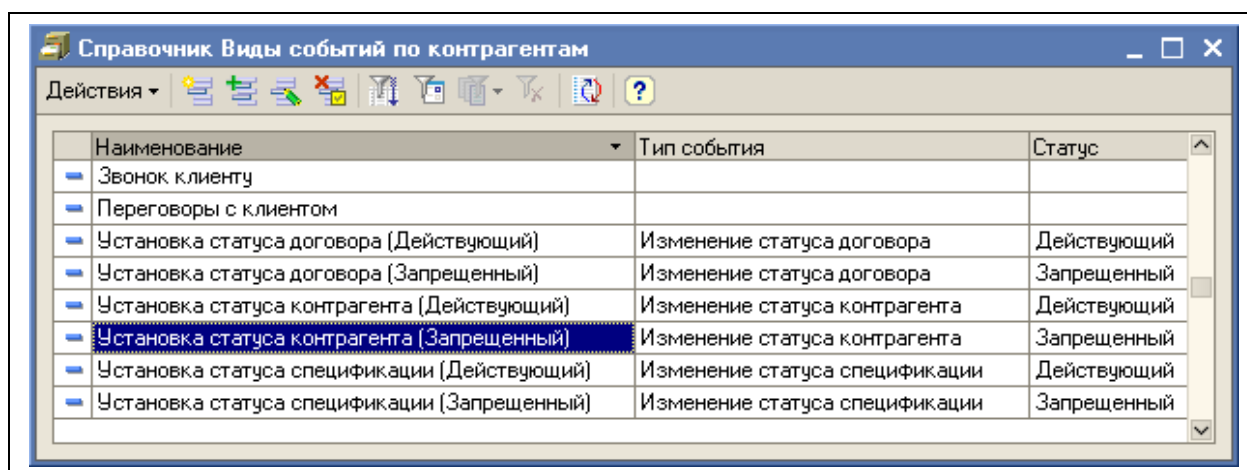 Справочник Виды событий по контрагентам
Действия
Наименование Тип события Статус
Звонок клиенту
Переговоры с клиентом
Установка статуса договора (Действующий) Изменение статуса договора Действующий
Установка статуса договора (Запрещенный) Изменение статуса договора Запрещенный
Установка статуса контрагента (Действующий) Изменение статуса контрагента Действующий
Установка статуса контрагента (Запрещенный) Изменение статуса контрагента Запрещенный
Установка статуса спецификации (Действующий) Изменение статуса спецификации Действующий
Установка статуса спецификации (Запрещенный) Изменение статуса спецификации Запрещенный